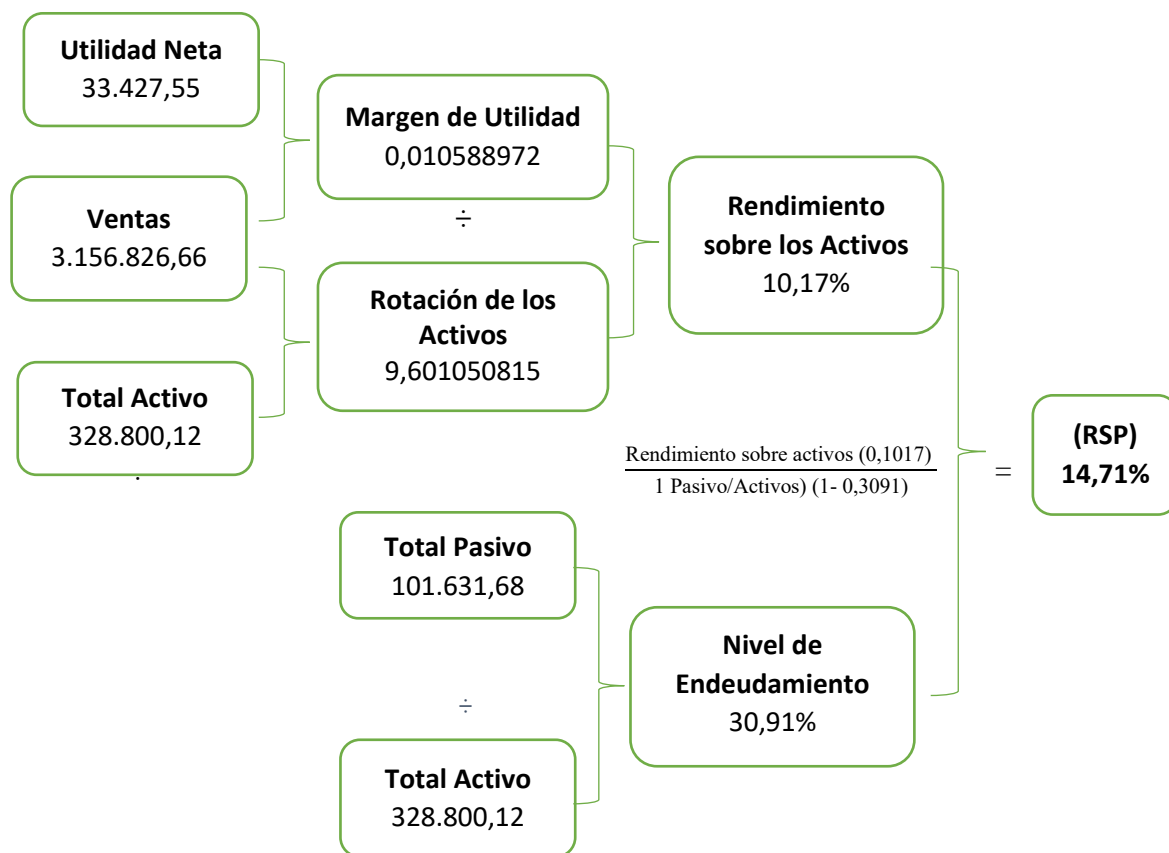 Utilidad Neta
33.427,55
Ventas
3.156.826,66
Total Activo
328.800,12
.
Margen de Utilidad
0,010588972
÷
Rotación de los
Activos
9,601050815
Rendimiento
sobre los Activos
10,17%
Rendimiento sobre activos (0,1017)
1 Pasivo/Activos) (1- 0,3091)
=
(RSP)
14,71%
Total Pasivo
101.631,68
÷
Total Activo
328.800,12
Nivel de
Endeudamiento
30,91%